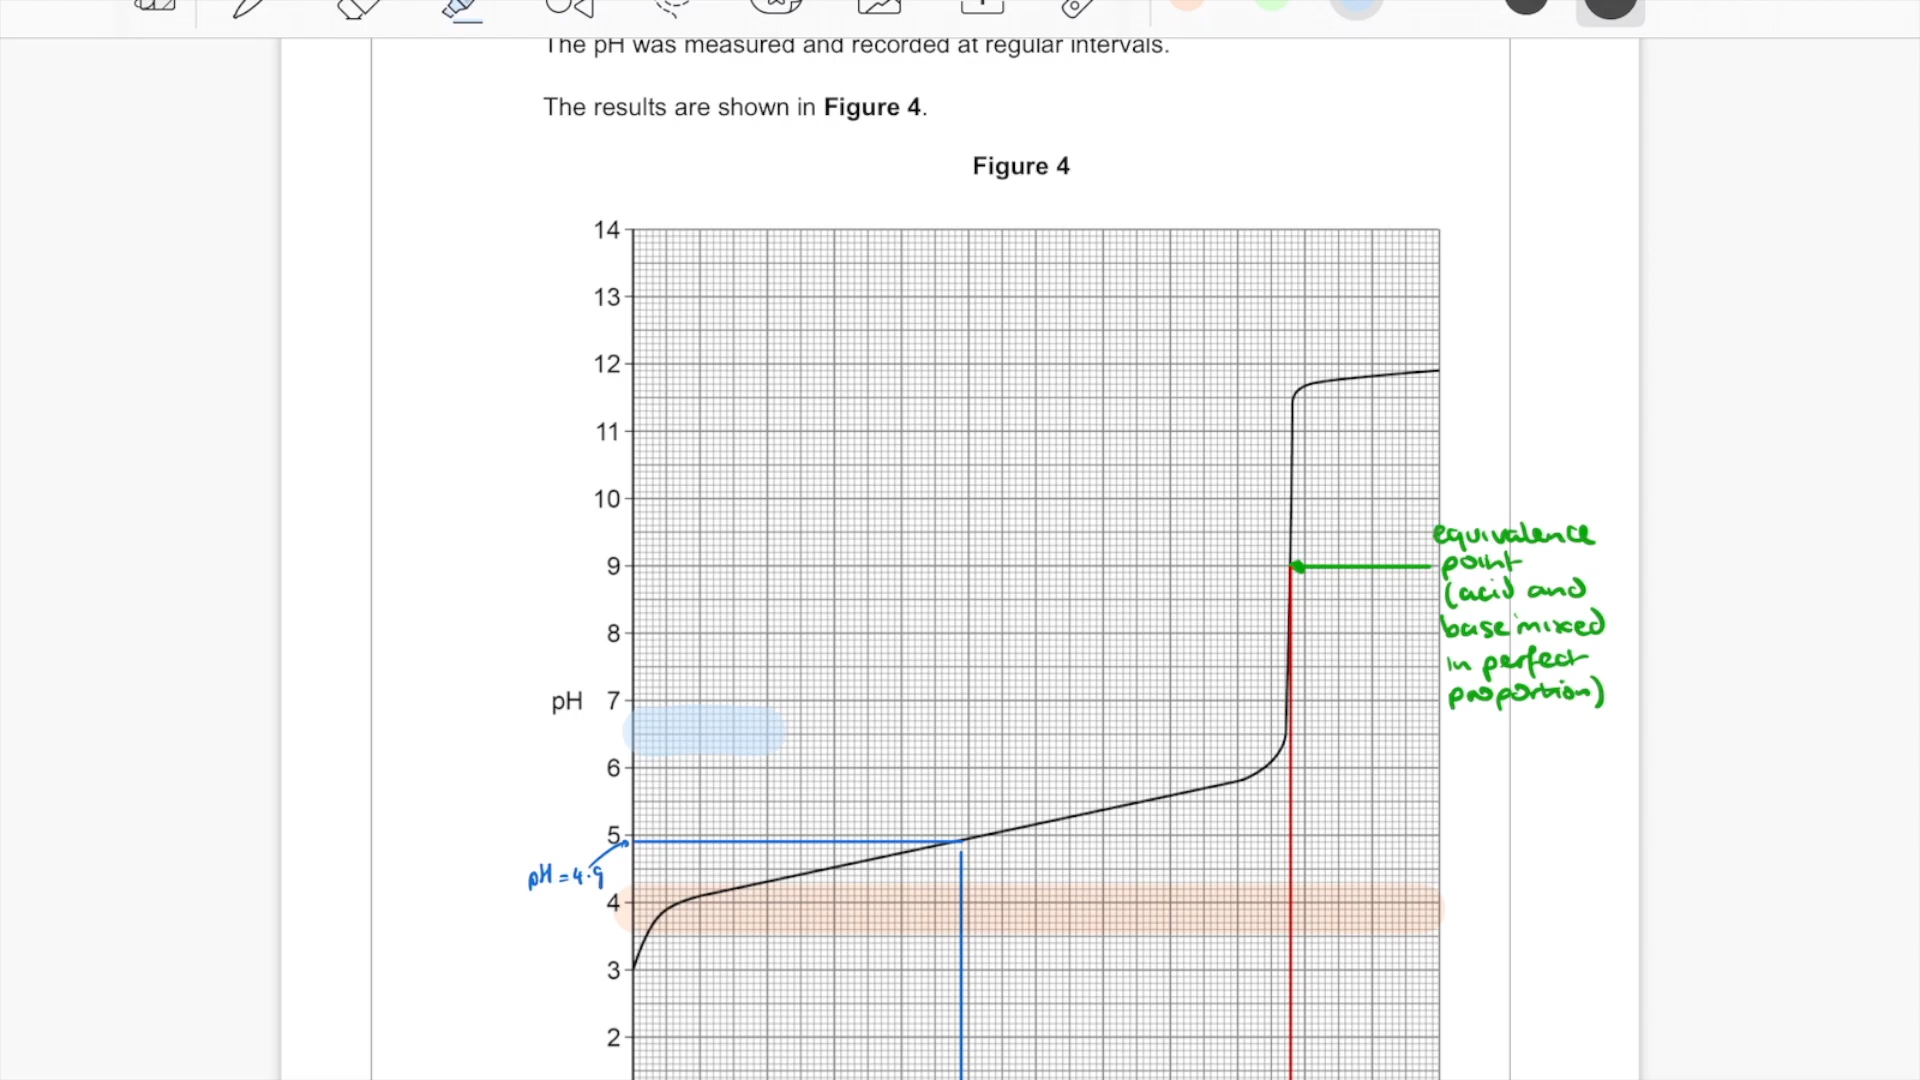 The pH was measured and recorded at regular intervals.
The results are shown in Figure 4.
Figure 4
14
13
12
11
10
9
8
pH 7
6
5
4
3
2
equivalence
point
(acid and
base mixed
in perfect
proportion)
pH = 4.9